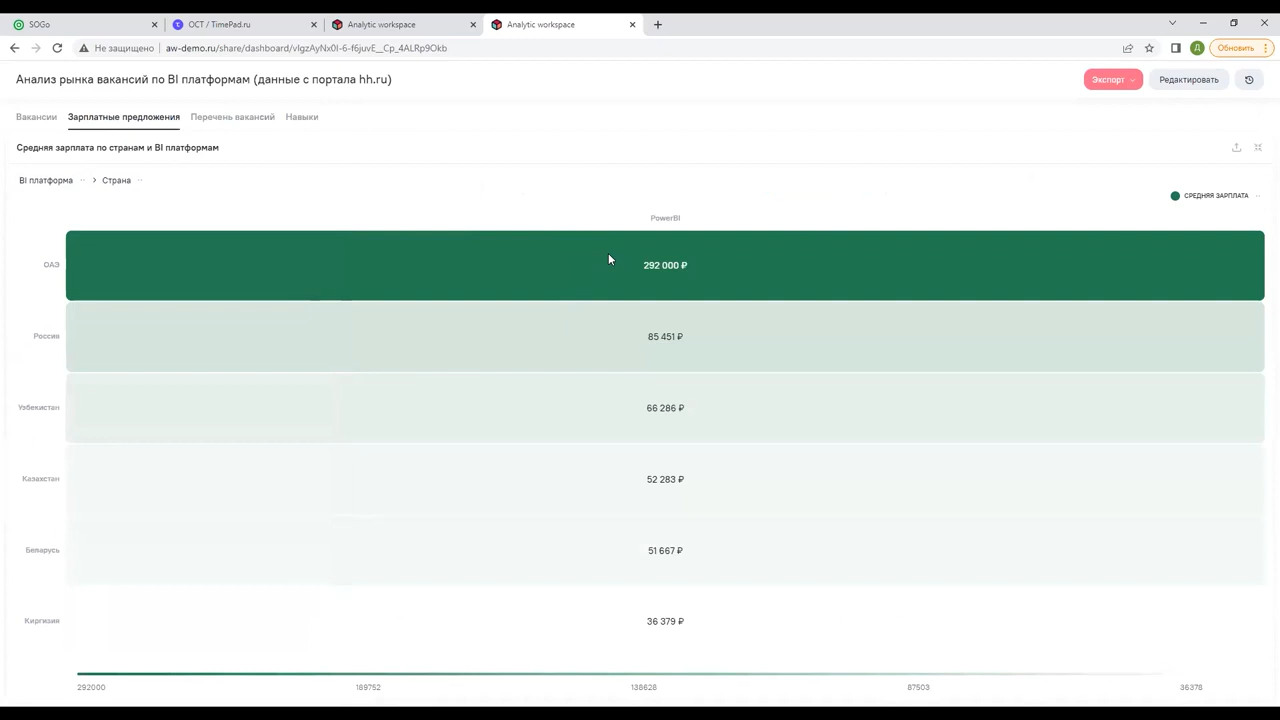 SOGo
OCT / TimePad.ru
Analytic workspace
Analytic workspace
Не защищено
aw-demo.ru/share/dashboard/vIgzAyNx0I-6-f6juvE__Cp_4ALRp9Okb
Д
Обновить
Анализ рынка вакансий по BI платформам (данные с портала hh.ru)
Экспорт
Редактировать
Вакансии
Зарплатные предложения
Перечень вакансий
Навыки
Средняя зарплата по странам и BI платформам
BI платформа
Страна
СРЕДНЯЯ ЗАРПЛАТА
PowerBI
ОАЭ
292 000 ₽
Россия
85 451 ₽
Узбекистан
66 286 ₽
Казахстан
52 283 ₽
Беларусь
51 667 ₽
Киргизия
36 379 ₽
292000
189752
138628
87503
36378